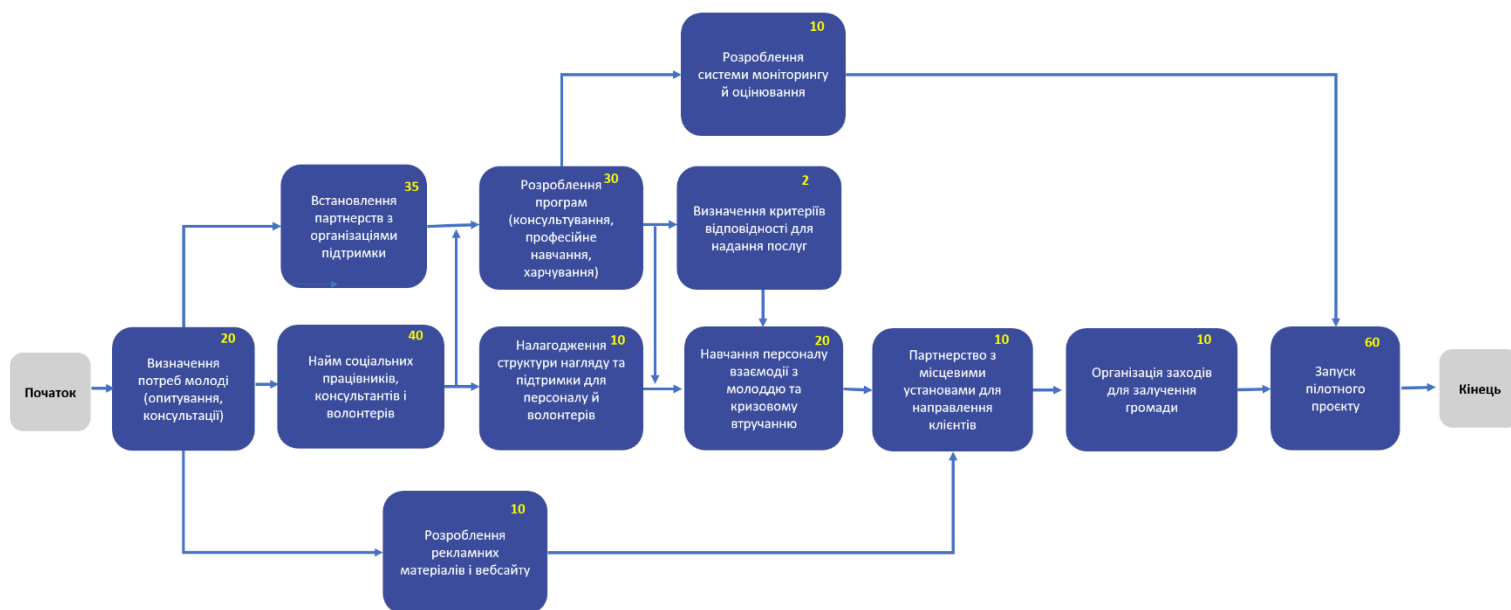 10
Розроблення
системи моніторингу
й оцінювання
35
Встановлення
партнерств з
організаціями
підтримки
30
Розроблення
програм
(консультування,
професійне
навчання,
харчування)
2
Визначення критеріїв
відповідності для
надання послуг
Початок
20
Визначення
потреб молоді
(опитування,
консультації)
40
Найм соціальних
працівників,
консультантів і
волонтерів
10
Налагодження
структури нагляду та
підтримки для
персоналу й
волонтерів
20
Навчання персоналу
взаємодії з
молоддю та
кризовому
втручанню
10
Партнерство з
місцевими
установами для
направлення
клієнтів
10
Організація заходів
для залучення
громади
60
Запуск
пілотного
проєкту
Кінець
10
Розроблення
рекламних
матеріалів і вебсайту